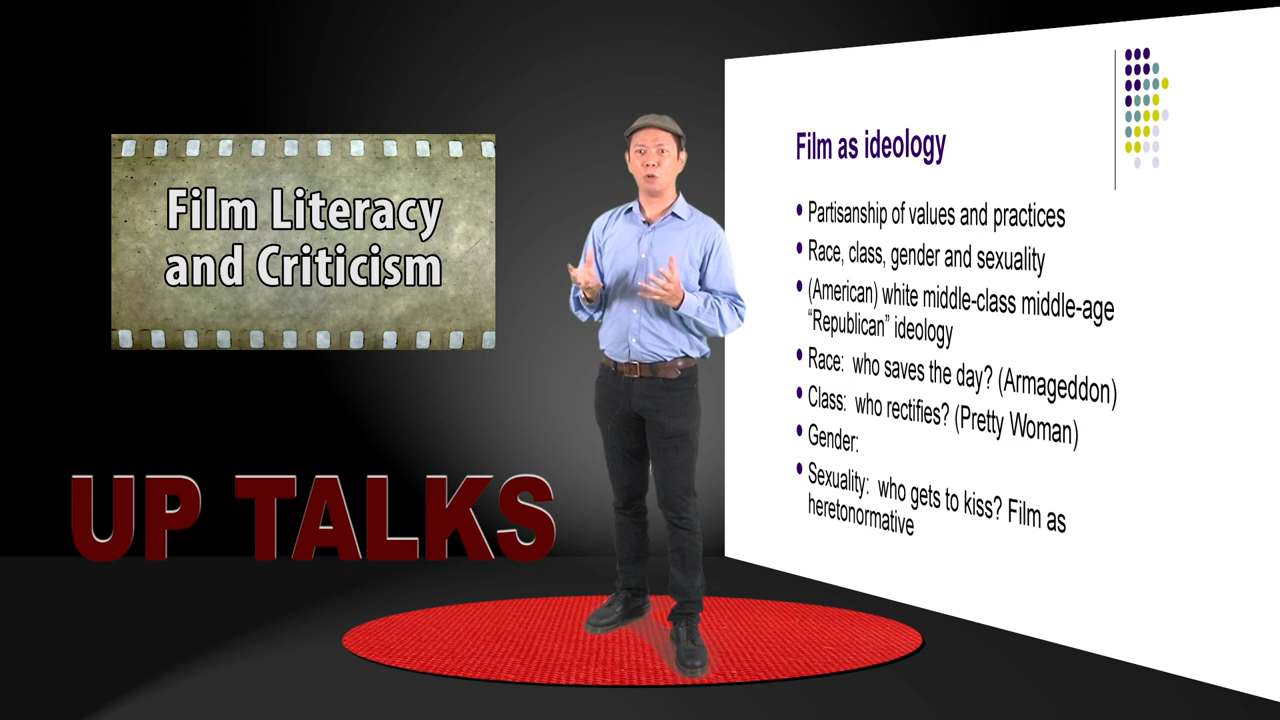 Film Literacy
and Criticism
UP TALKS
Film as ideology
• Partisanship of values and practices
• Race, class, gender and sexuality
• (American) white middle-class middle-age
“Republican” ideology
• Race: who saves the day? (Armageddon)
• Class: who rectifies? (Pretty Woman)
• Gender:
• Sexuality: who gets to kiss? Film as
heretonormative